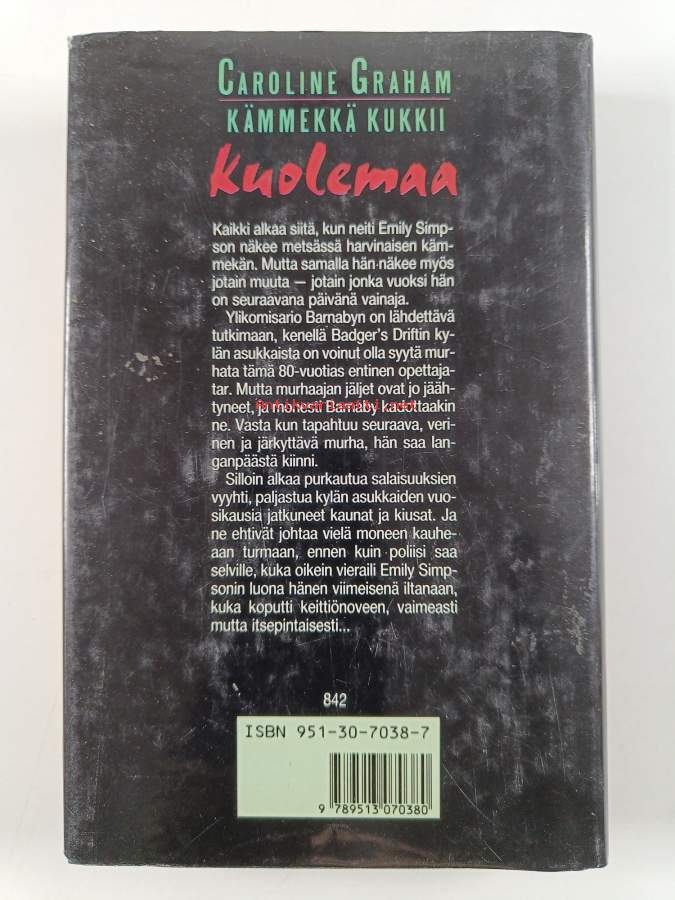 CAROLINE GRAHAM
KÄMMEKKÄ KUKKII
Kuolemaa
Kaikki alkaa siitä, kun neiti Emily Simp-
son näkee metsässä harvinaisen käm-
mekän. Mutta samalla hän näkee myös
jotain muuta — jotain jonka vuoksi hän
on seuraavana päivänä vainaja.
Ylikomisario Barnabyn on lähdettävä
tutkimaan, kenellä Badger's Driftin ky-
län asukkaista on voinut olla syytä mur-
hata tämä 80-vuotias entinen opettaja-
tar. Mutta murhaajan jäljet ovat jo jääh-
tyneet, ja monesti Barnaby kadottaakin
ne. Vasta kun tapahtuu seuraava, veri-
nen ja järkyttävä murha, hän saa lan-
ganpäästä kiinni.
Silloin alkaa purkautua salaisuuksien
vyyhti, paljastua kylän asukkaiden vuo-
sikausia jatkuneet kaunat ja kiusat. Ja
ne ehtivät johtaa vielä moneen kauhe-
aan turmaan, ennen kuin poliisi saa
selville, kuka oikein vieraili Emily Simp-
sonin luona hänen viimeisenä iltanaan,
kuka koputti keittiönoveen, vaimeasti
mutta itsepintaisesti...
842
ISBN 951-30-7038-7
9 789513 070380